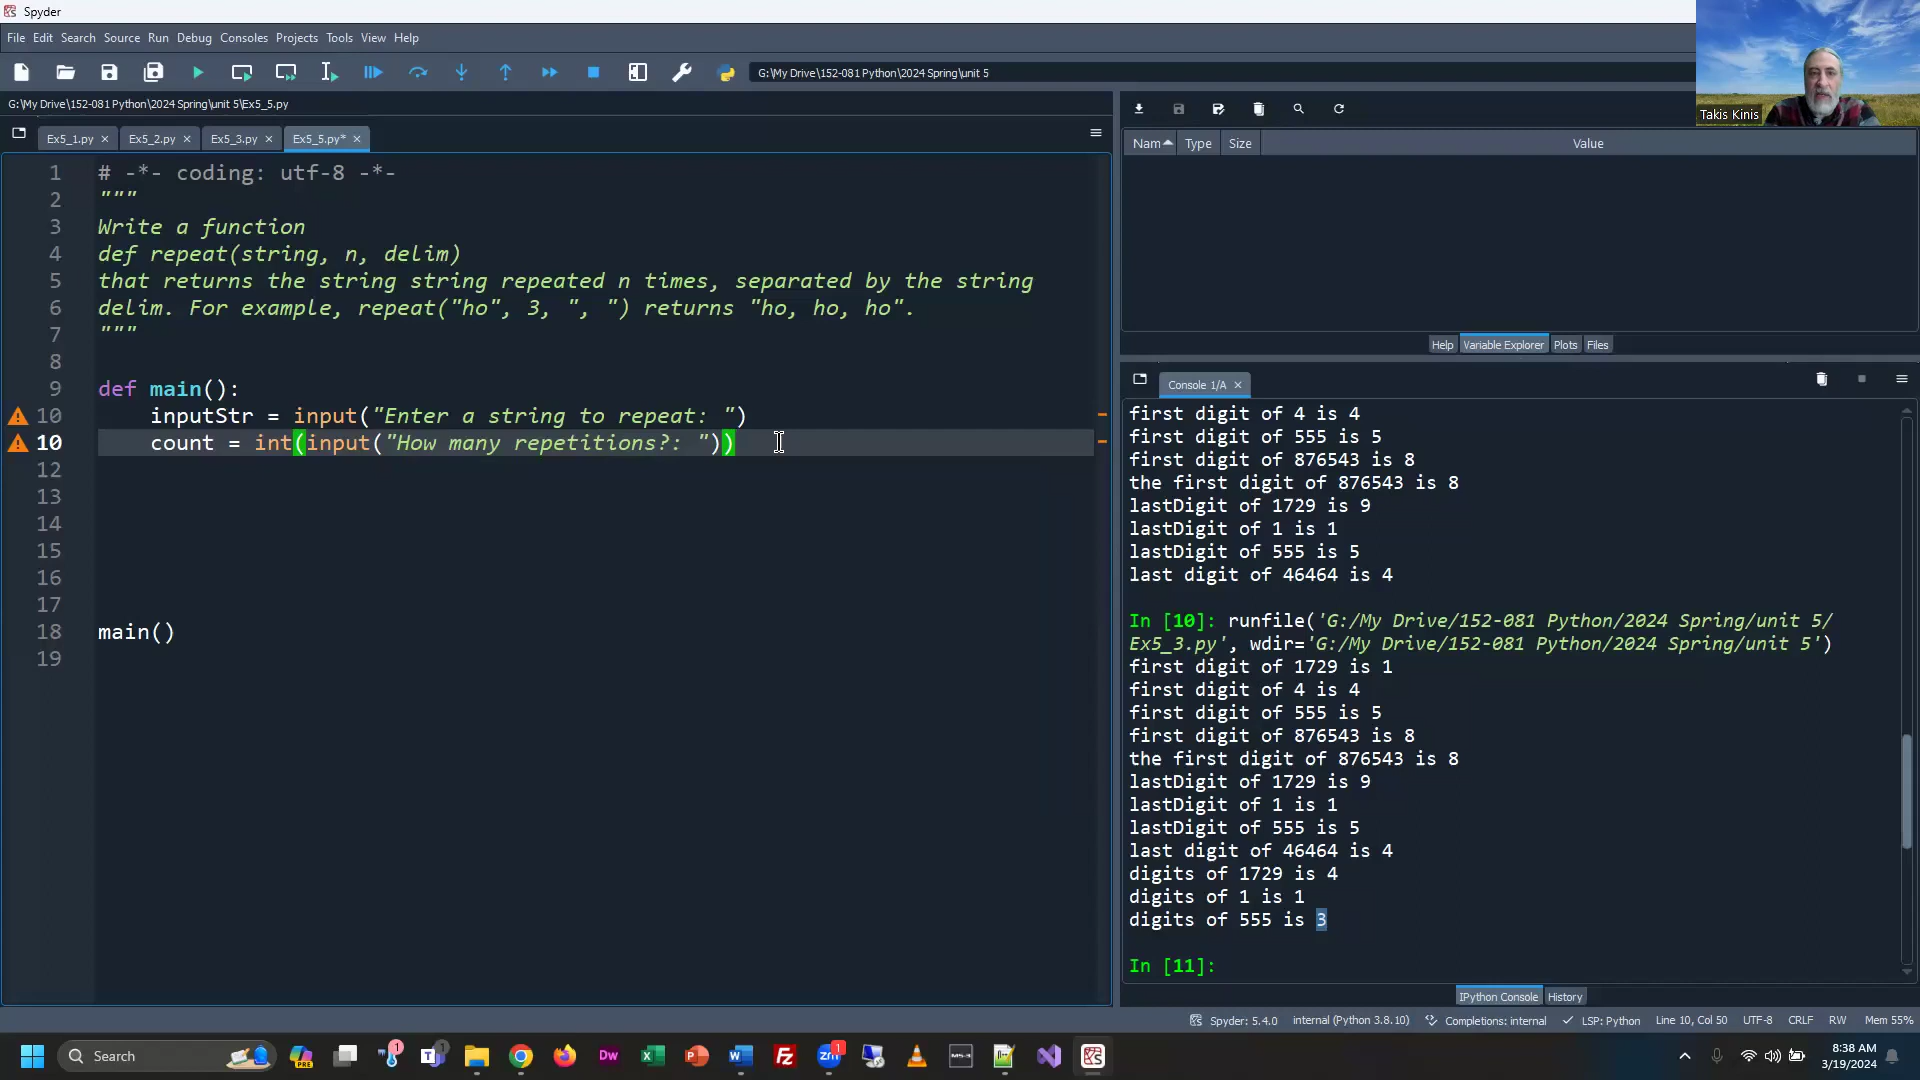 Spyder
File Edit Search Source Run Debug Consoles Projects Tools View Help
G:\My Drive\152-081 Python\2024 Spring\unit 5
Takis Kinis
G:\My Drive\152-081 Python\2024 Spring\unit 5\Ex5_5.py
Ex5_1.py Ex5_2.py Ex5_3.py Ex5_5.py*
1 # -*- coding: utf-8 -*-
2 """
3 Write a function
4 def repeat(string, n, delim)
5 that returns the string string repeated n times, separated by the string
6 delim. For example, repeat("ho", 3, ", ") returns "ho, ho, ho".
7 """
8
9 def main():
10 inputStr = input("Enter a string to repeat: ")
10 count = int(input("How many repetitions?: "))
12
13
14
15
16
17
18 main()
19
Nam Type Size Value
Help Variable Explorer Plots Files
Console 1/A
first digit of 4 is 4
first digit of 555 is 5
first digit of 876543 is 8
the first digit of 876543 is 8
lastDigit of 1729 is 9
lastDigit of 1 is 1
lastDigit of 555 is 5
last digit of 46464 is 4
In [10]: runfile('G:/My Drive/152-081 Python/2024 Spring/unit 5/
Ex5_3.py', wdir='G:/My Drive/152-081 Python/2024 Spring/unit 5')
first digit of 1729 is 1
first digit of 4 is 4
first digit of 555 is 5
first digit of 876543 is 8
the first digit of 876543 is 8
lastDigit of 1729 is 9
lastDigit of 1 is 1
lastDigit of 555 is 5
last digit of 46464 is 4
digits of 1729 is 4
digits of 1 is 1
digits of 555 is 3
In [11]:
IPython Console History
Spyder: 5.4.0 internal (Python 3.8.10) Completions: internal LSP: Python Line 10, Col 50 UTF-8 CRLF RW Mem 55%
Search
8:38 AM
3/19/2024